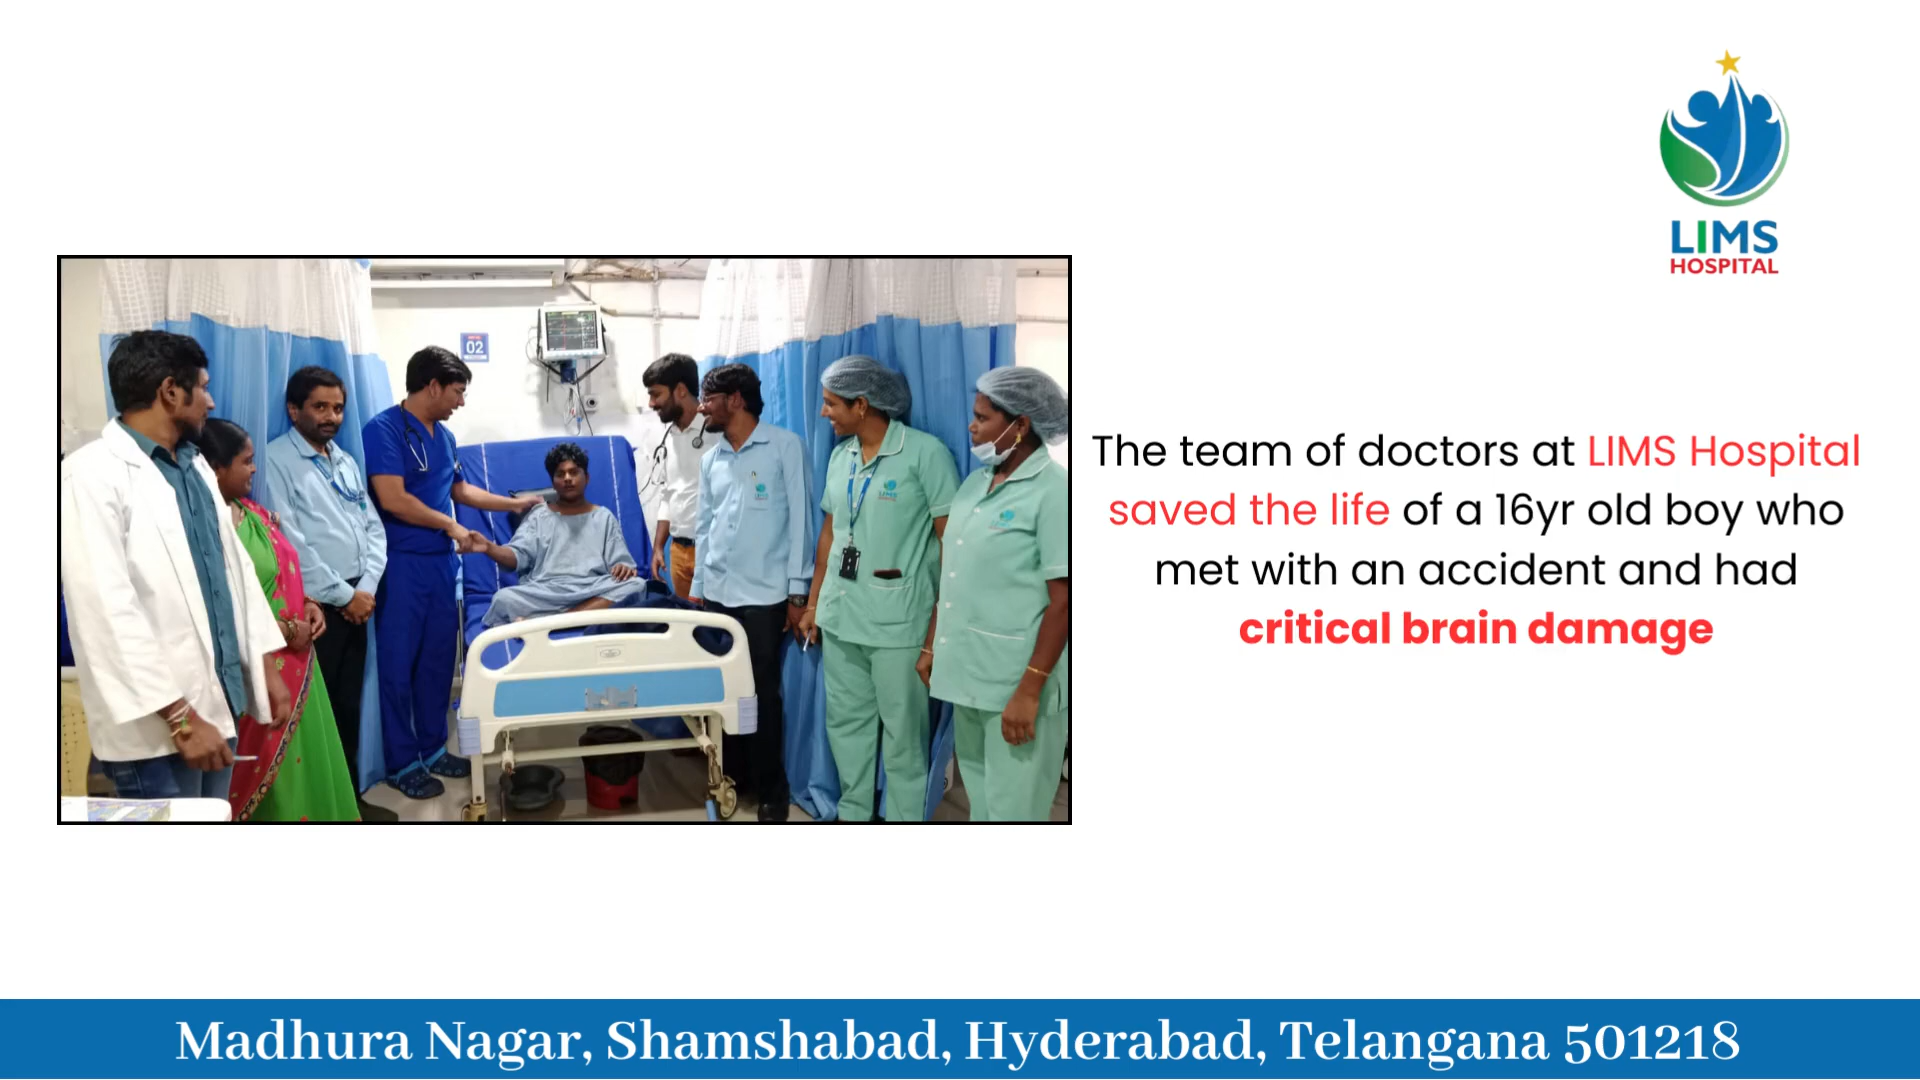 LIMS
HOSPITAL
02
The team of doctors at LIMS Hospital
saved the life of a 16yr old boy who
met with an accident and had
critical brain damage
LIMS
Madhura Nagar, Shamshabad, Hyderabad, Telangana 501218